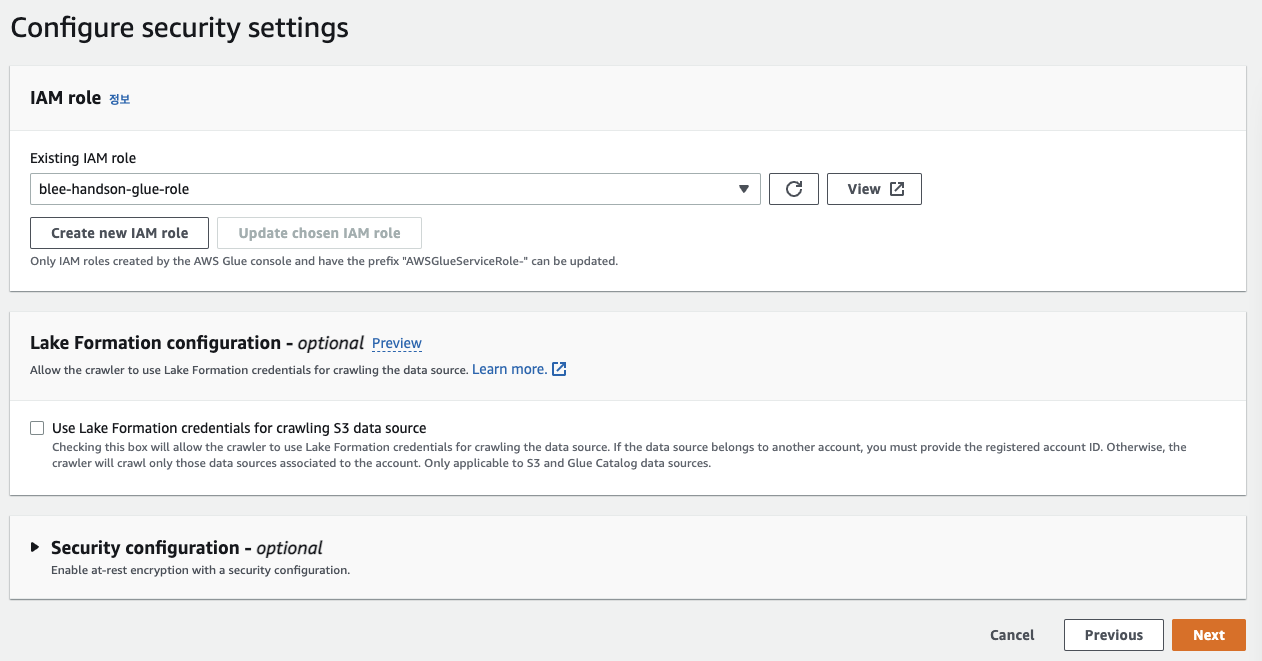 Configure security settings
IAM role 정보
Existing IAM role
blee-handson-glue-role
View
Create new IAM role
Update chosen IAM role
Only IAM roles created by the AWS Glue console and have the prefix "AWSGlueServiceRole-" can be updated.
Lake Formation configuration - optional Preview
Allow the crawler to use Lake Formation credentials for crawling the data source. Learn more.
Use Lake Formation credentials for crawling S3 data source
Checking this box will allow the crawler to use Lake Formation credentials for crawling the data source. If the data source belongs to another account, you must provide the registered account ID. Otherwise, the
crawler will crawl only those data sources associated to the account. Only applicable to S3 and Glue Catalog data sources.
Security configuration - optional
Enable at-rest encryption with a security configuration.
Cancel
Previous
Next